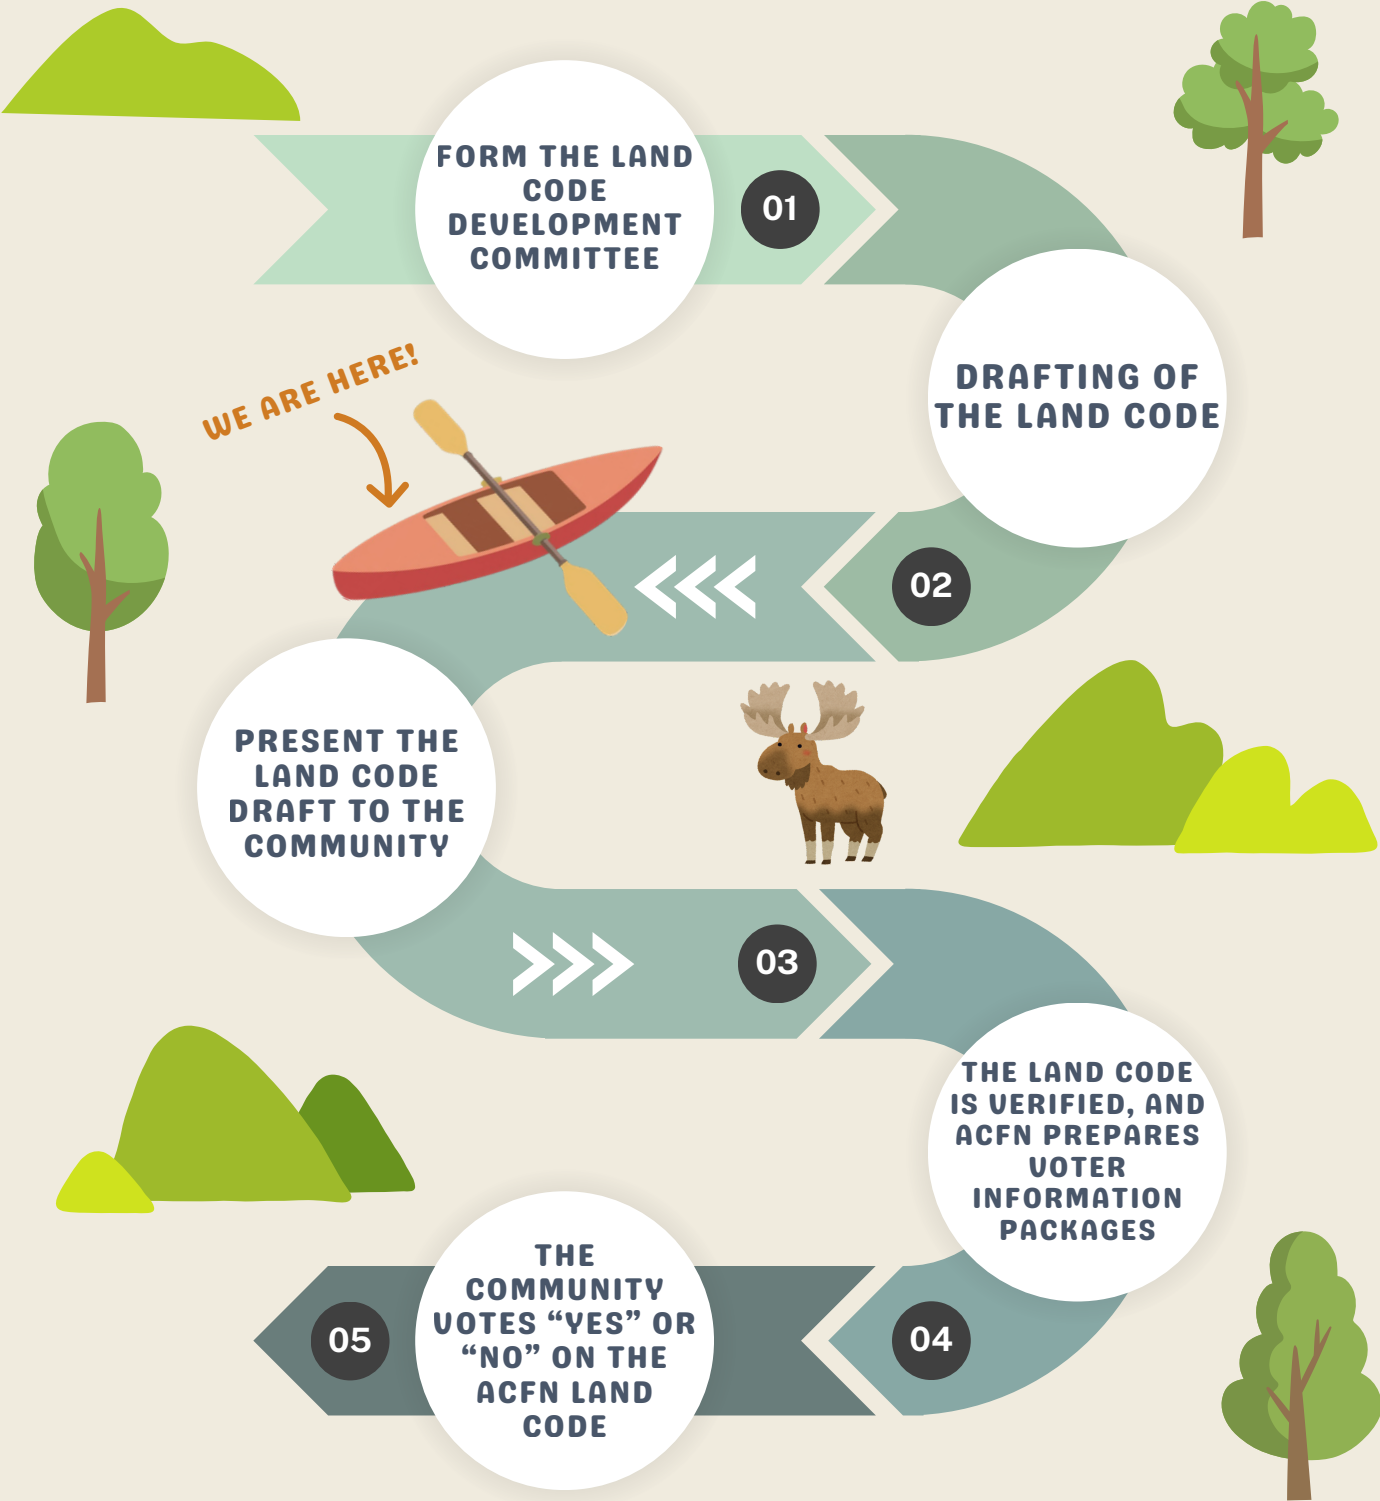 FORM THE LAND
CODE
DEVELOPMENT
COMMITTEE
01
DRAFTING OF
THE LAND CODE
02
WE ARE HERE!
PRESENT THE
LAND CODE
DRAFT TO THE
COMMUNITY
03
THE LAND CODE
IS VERIFIED, AND
ACFN PREPARES
VOTER
INFORMATION
PACKAGES
04
THE
COMMUNITY
VOTES “YES” OR
“NO” ON THE
ACFN LAND
CODE
05